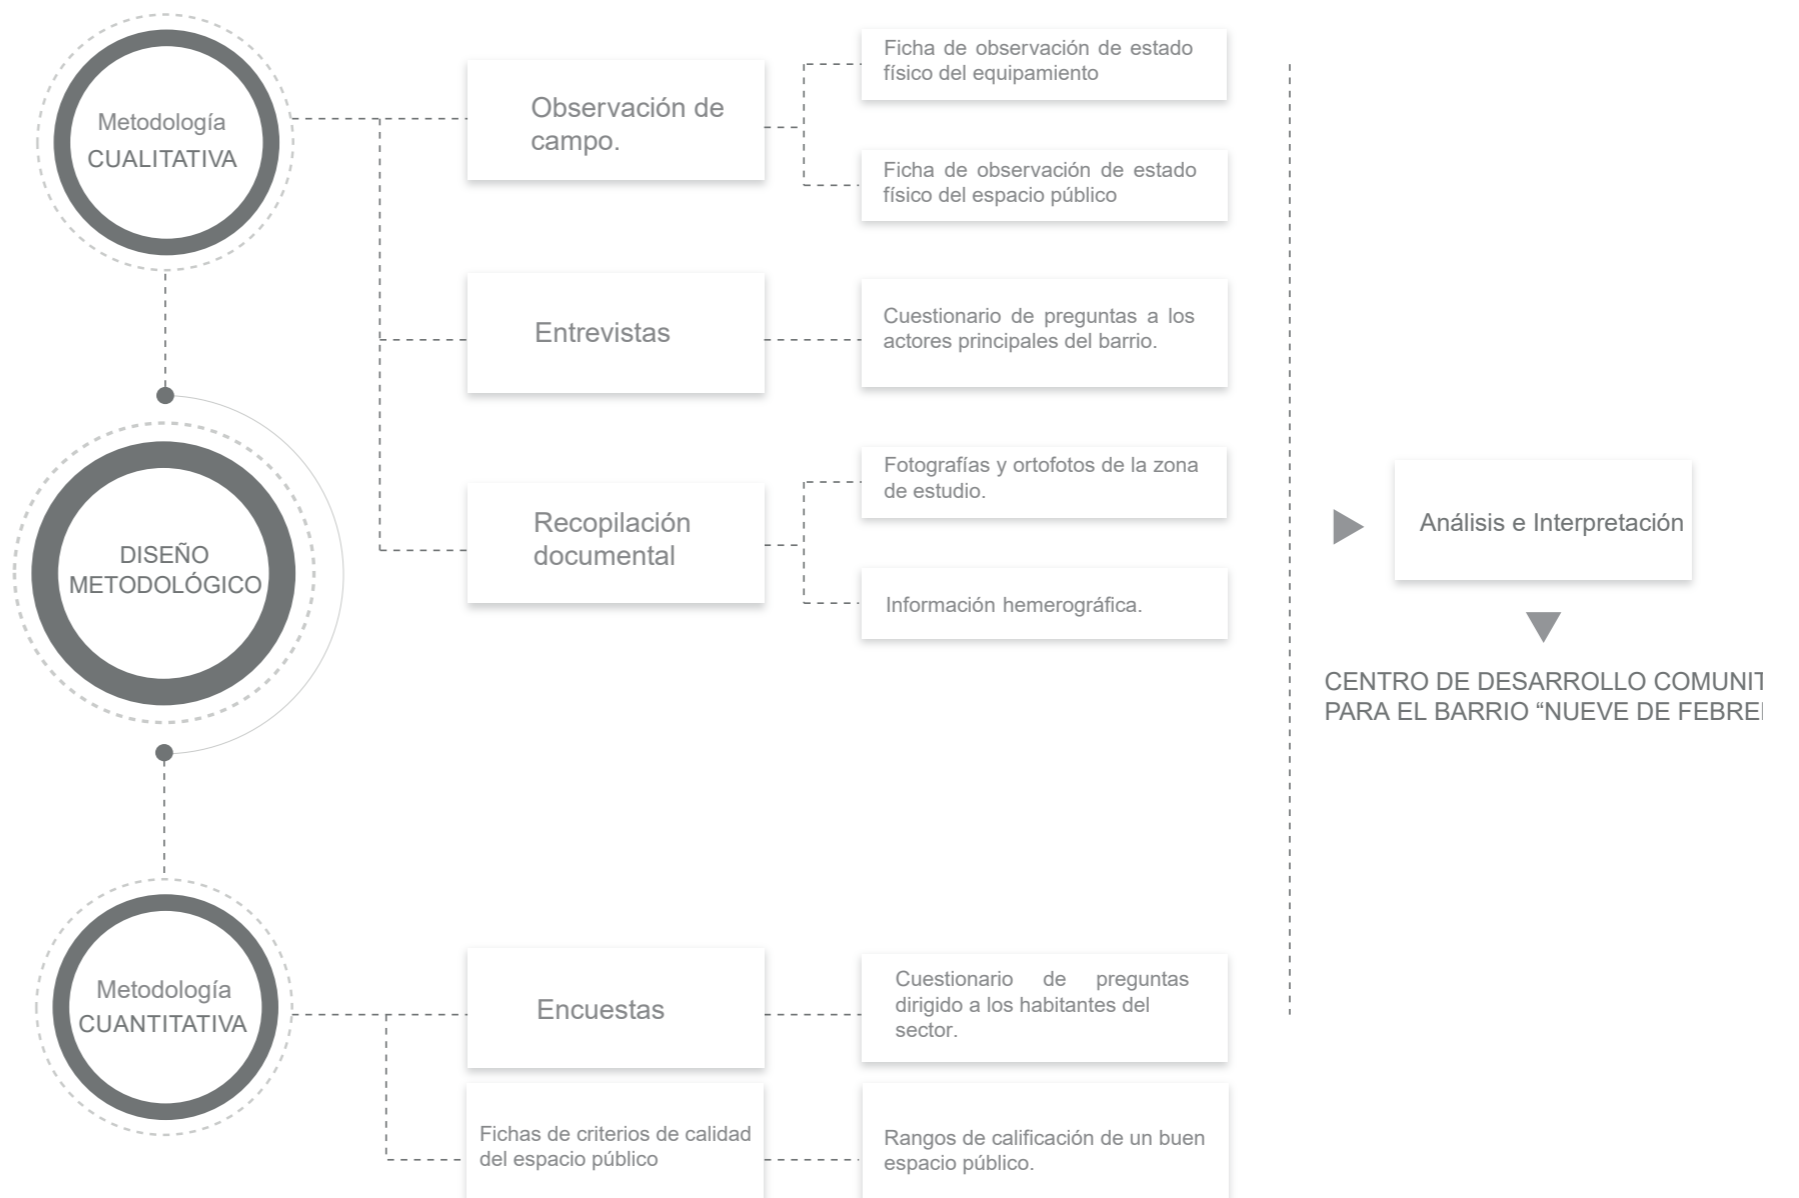 Metodología
CUALITATIVA
Observación de
campo.
Ficha de observación de estado
físico del equipamiento
Ficha de observación de estado
físico del espacio público
Entrevistas
Cuestionario de preguntas a los
actores principales del barrio.
Recopilación
documental
Fotografías y ortofotos de la zona
de estudio.
Información hemerográfica.
DISEÑO
METODOLÓGICO
Metodología
CUANTITATIVA
Encuestas
Cuestionario de preguntas
dirigido a los habitantes del
sector.
Fichas de criterios de calidad
del espacio público
Rangos de calificación de un buen
espacio público.
Análisis e Interpretación
CENTRO DE DESARROLLO
PARA EL BARRIO “NUEVE DE